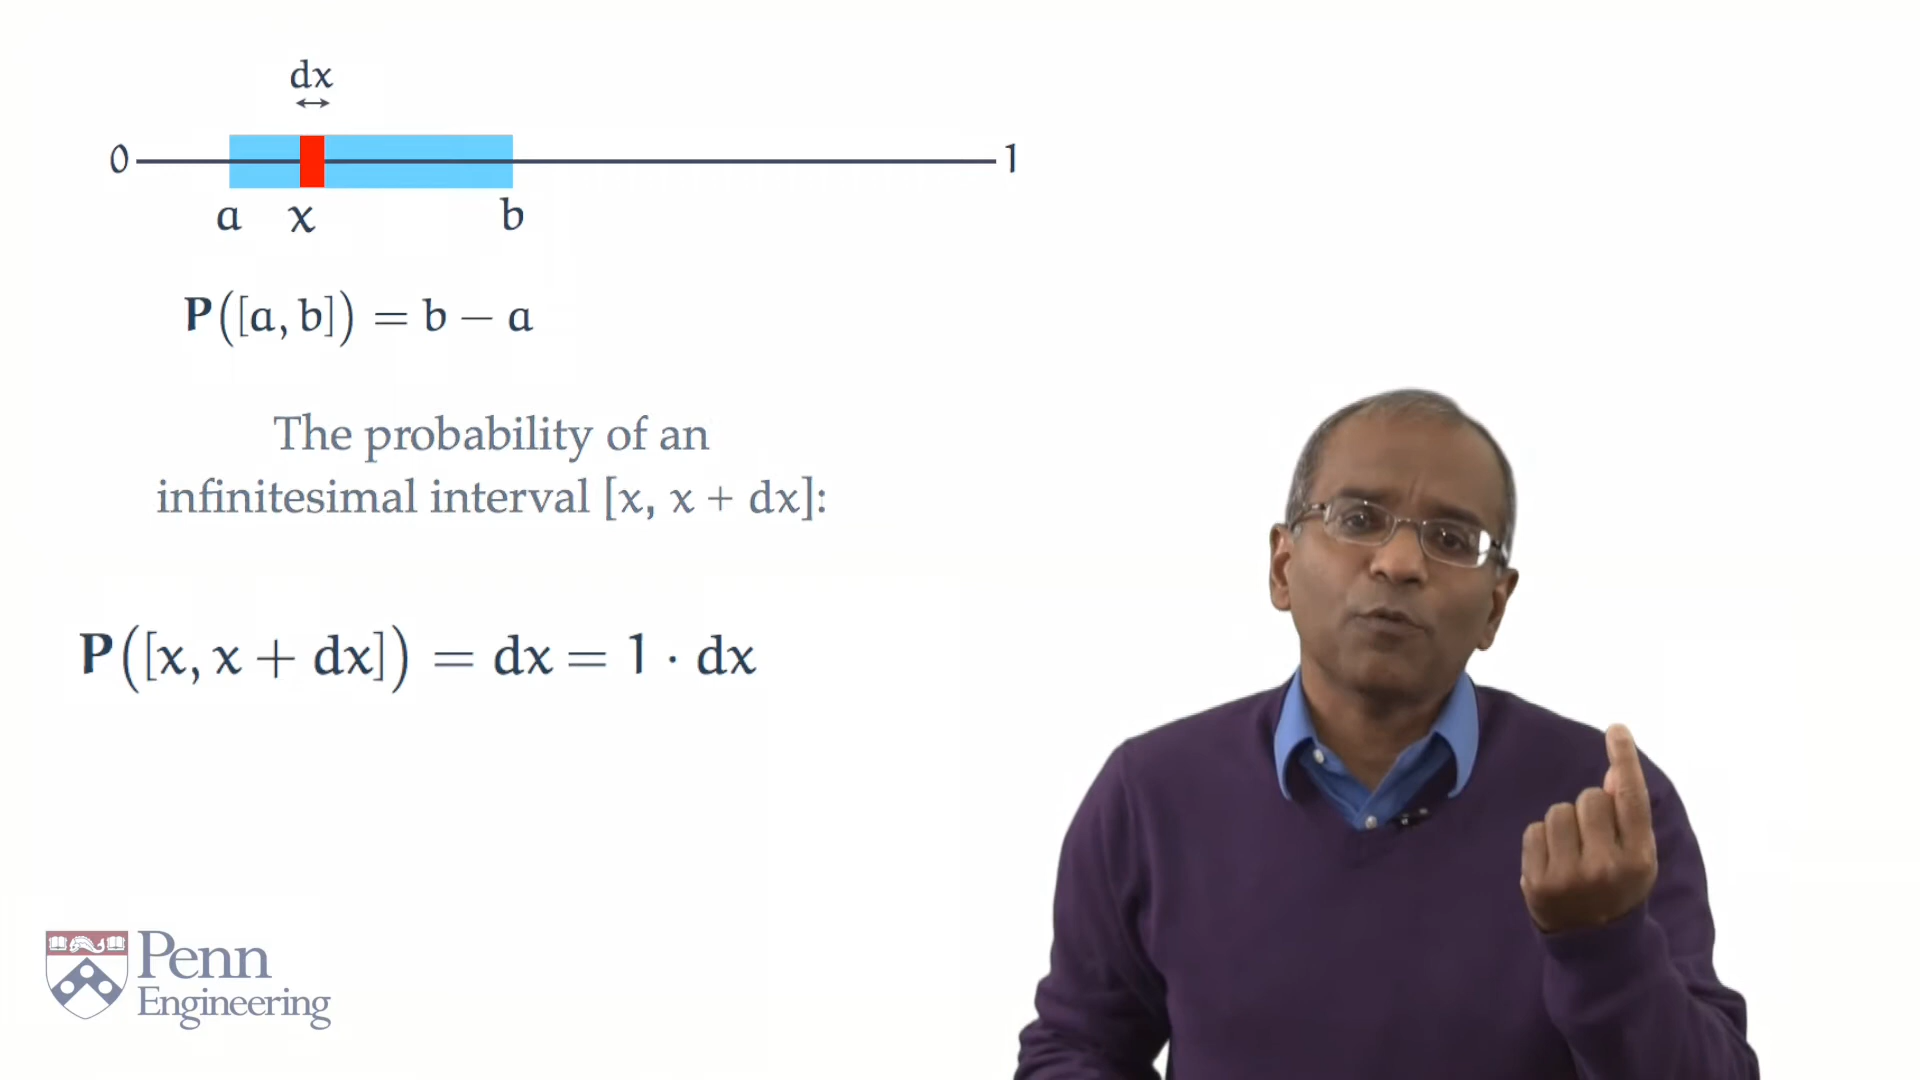 dx
0 1
a x b
P([a, b]) = b − a
The probability of an
infinitesimal interval [x, x + dx]:
P([x, x + dx]) = dx = 1 · dx
Penn
Engineering